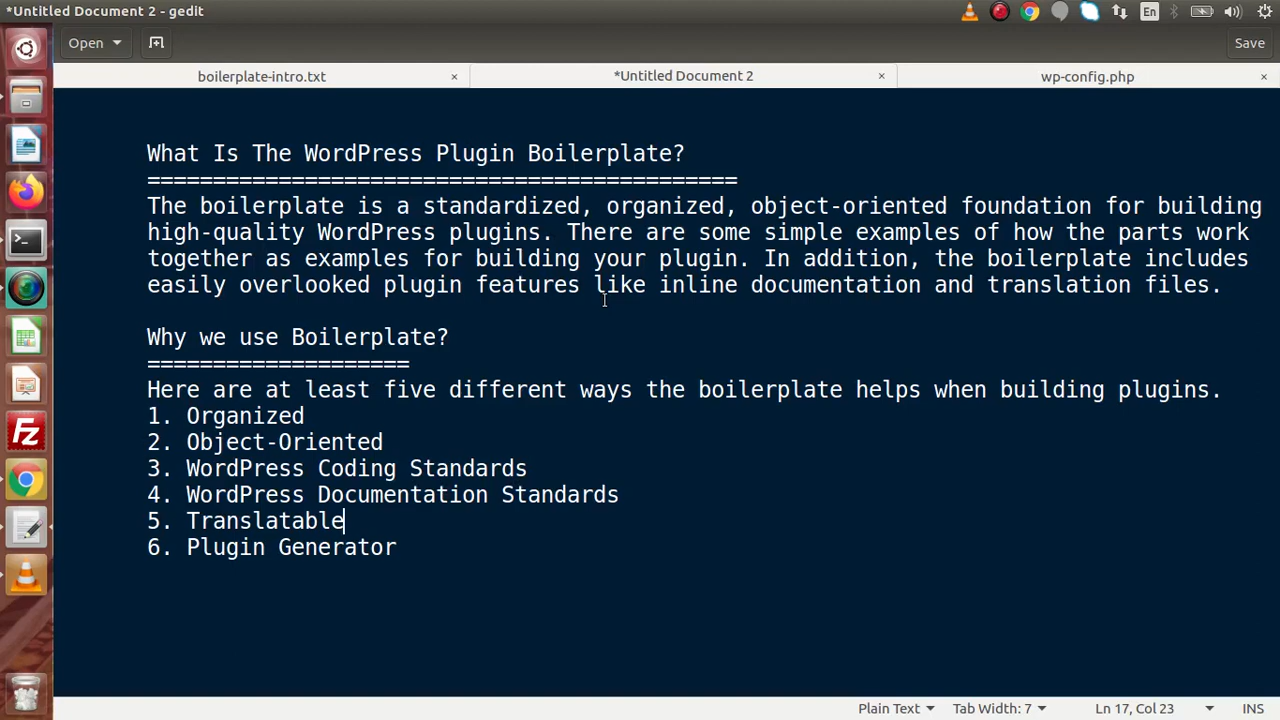 *Untitled Document 2 - gedit
En
Open
Save
boilerplate-intro.txt × *Untitled Document 2 × wp-config.php ×
What Is The WordPress Plugin Boilerplate?
=============================================
The boilerplate is a standardized, organized, object-oriented foundation for building
high-quality WordPress plugins. There are some simple examples of how the parts work
together as examples for building your plugin. In addition, the boilerplate includes
easily overlooked plugin features like inline documentation and translation files.
Why we use Boilerplate?
====================
Here are at least five different ways the boilerplate helps when building plugins.
1. Organized
2. Object-Oriented
3. WordPress Coding Standards
4. WordPress Documentation Standards
5. Translatable
6. Plugin Generator
Fz
Plain Text Tab Width: 7 Ln 17, Col 23 INS